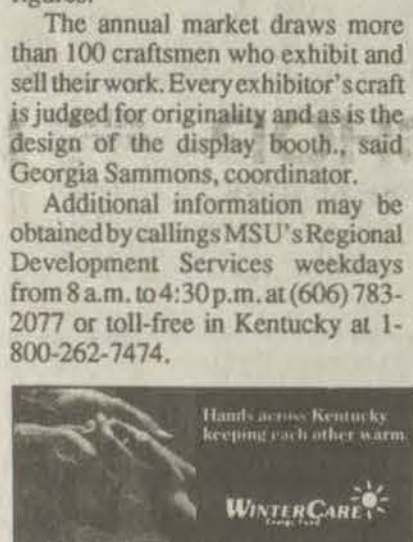 figures.
The annual market draws more
than 100 craftsmen who exhibit and
sell their work. Every exhibitor's craft
is judged for originality and as is the
design of the display booth., said
Georgia Sammons, coordinator.
Additional information may be
obtained by callings MSU's Regional
Development Services weekdays
from 8 a.m. to 4:30 p.m. at (606) 783-
2077 or toll-free in Kentucky at 1-
800-262-7474.
Hands across Kentucky
keeping each other warm.
WINTERCARE
Energy Fund